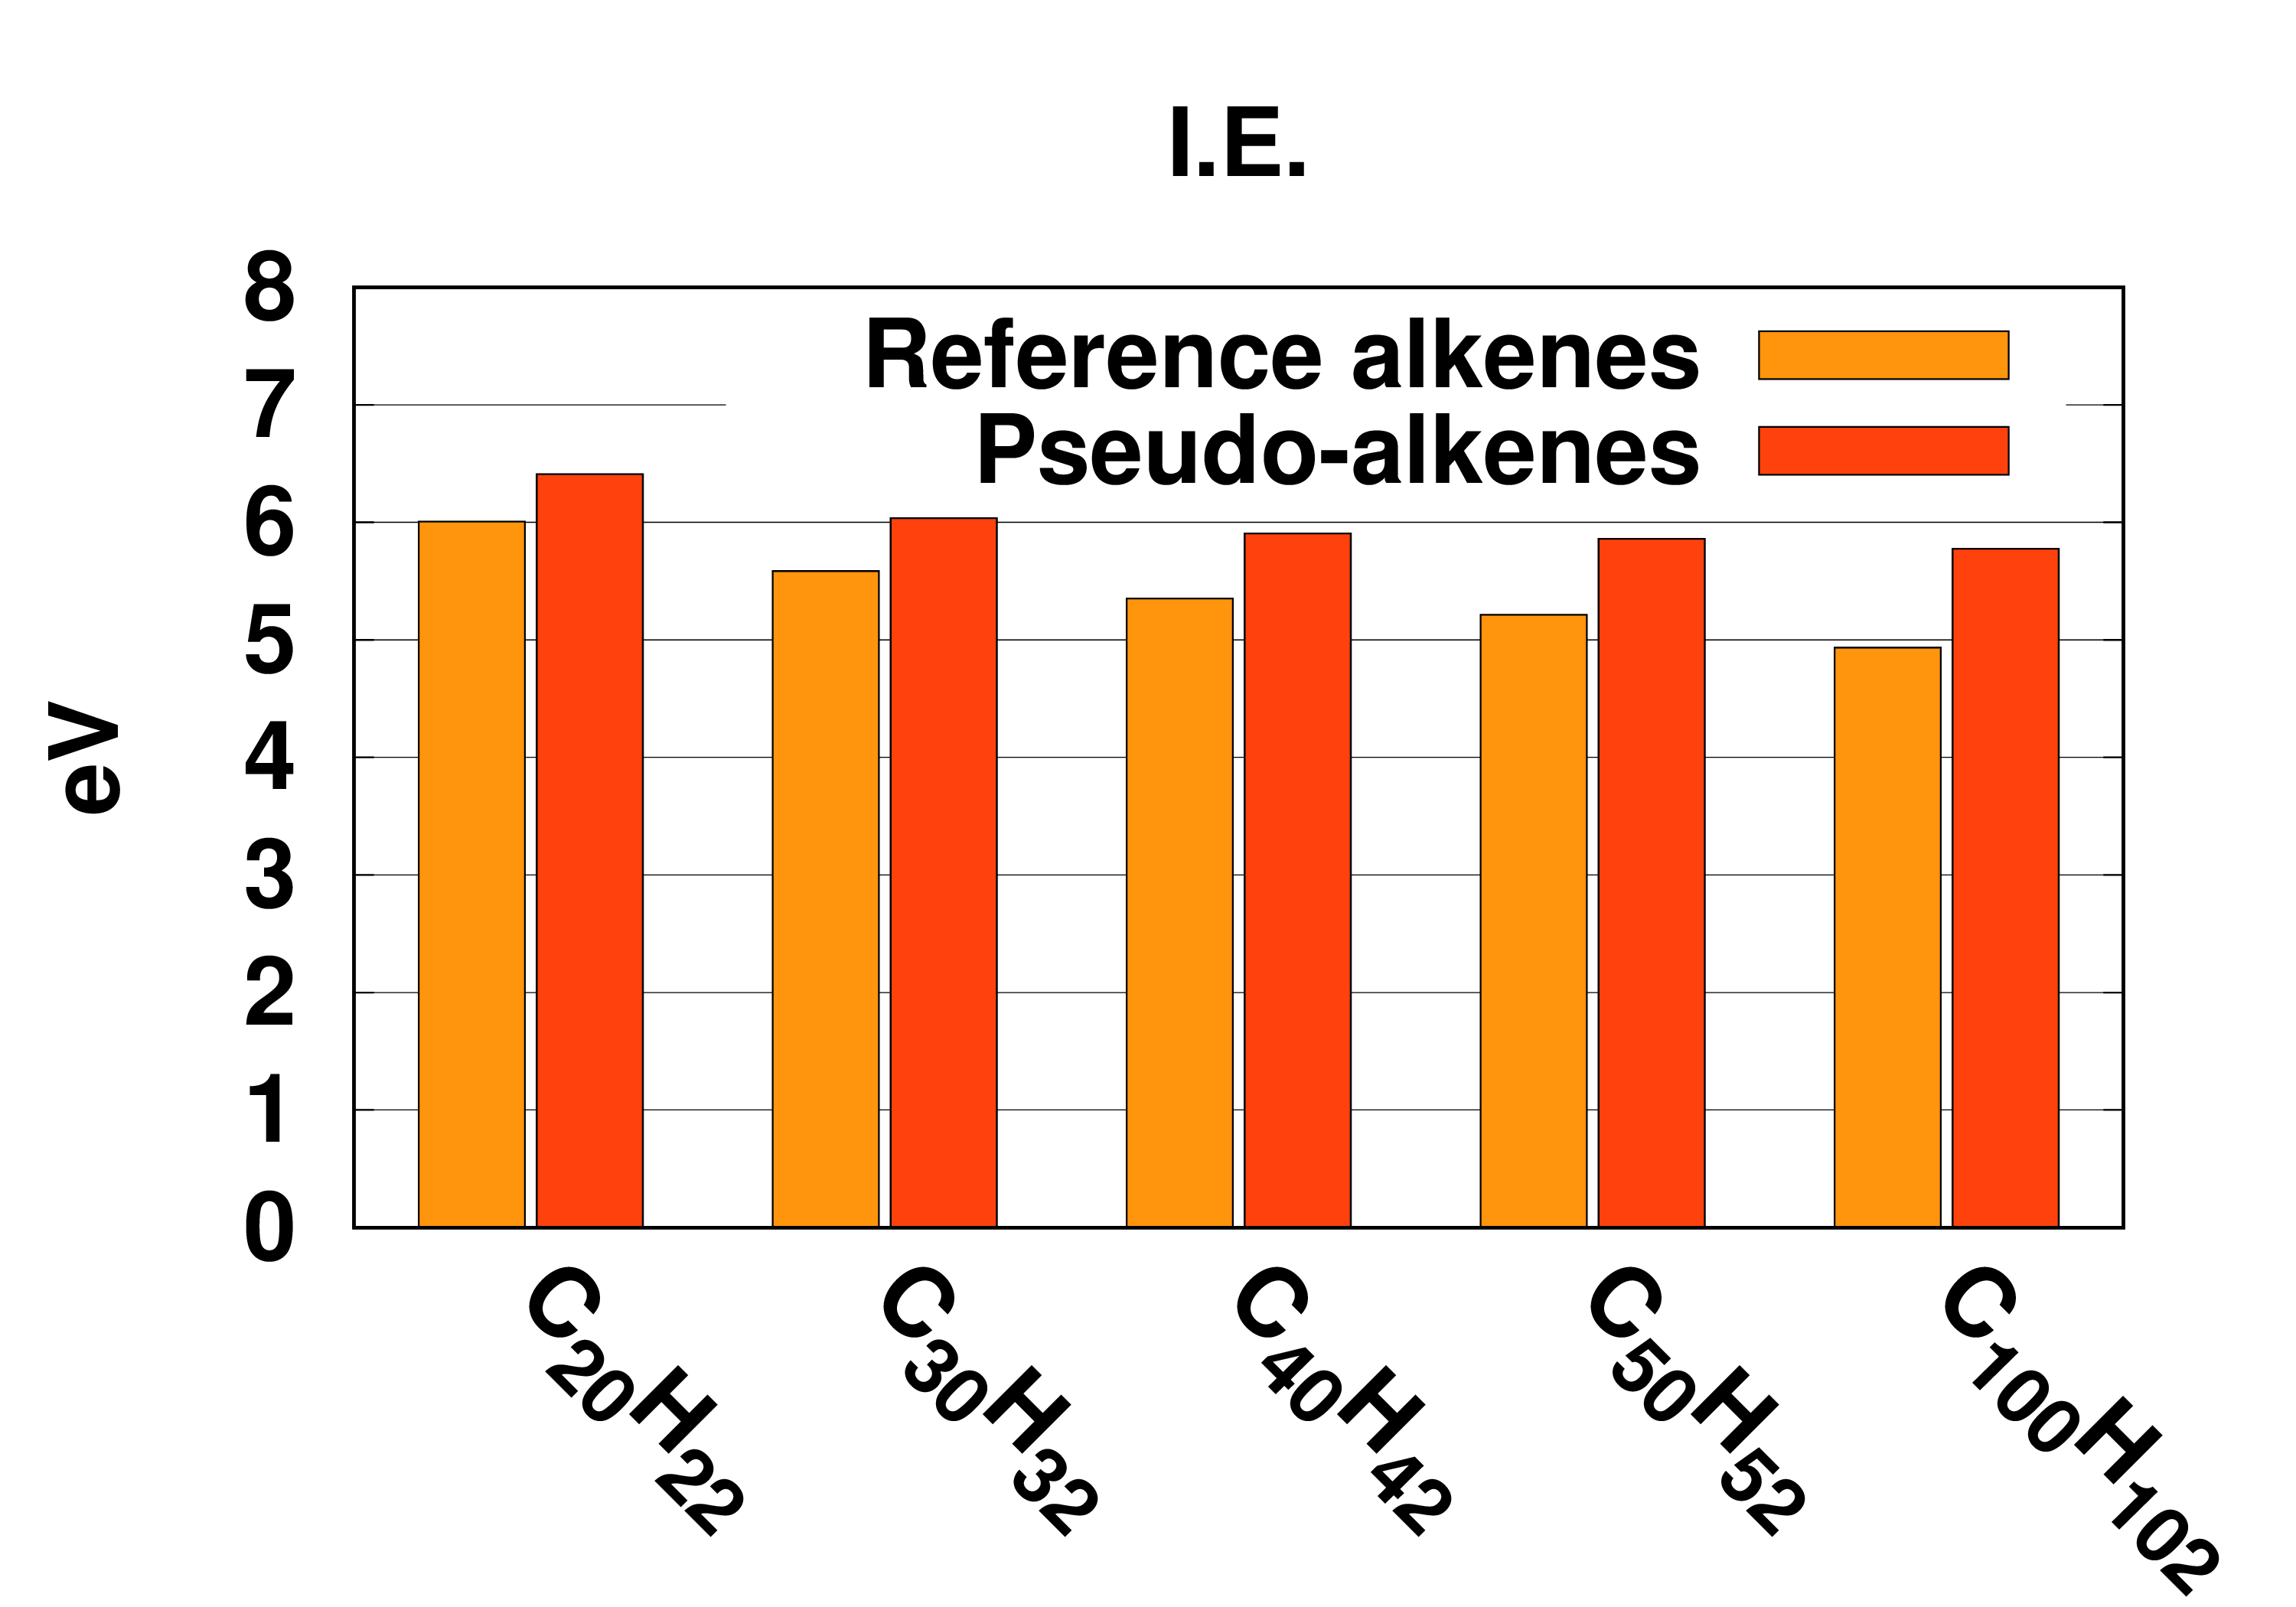 I.E.
8
7
6
5
4
3
2
1
0
eV
Reference alkenes
Pseudo-alkenes
C₂₀H₂₂
C₃₀H₃₂
C₄₀H₄₂
C₅₀H₅₂
C₁₀₀H₁₀₂